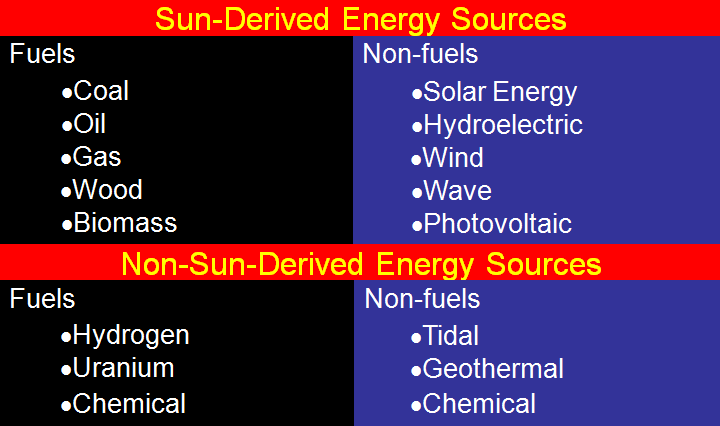 Sun-Derived Energy Sources
Fuels
●Coal
●Oil
●Gas
●Wood
●Biomass
Non-fuels
●Solar Energy
●Hydroelectric
●Wind
●Wave
●Photovoltaic
Non-Sun-Derived Energy Sources
Fuels
●Hydrogen
●Uranium
●Chemical
Non-fuels
●Tidal
●Geothermal
●Chemical